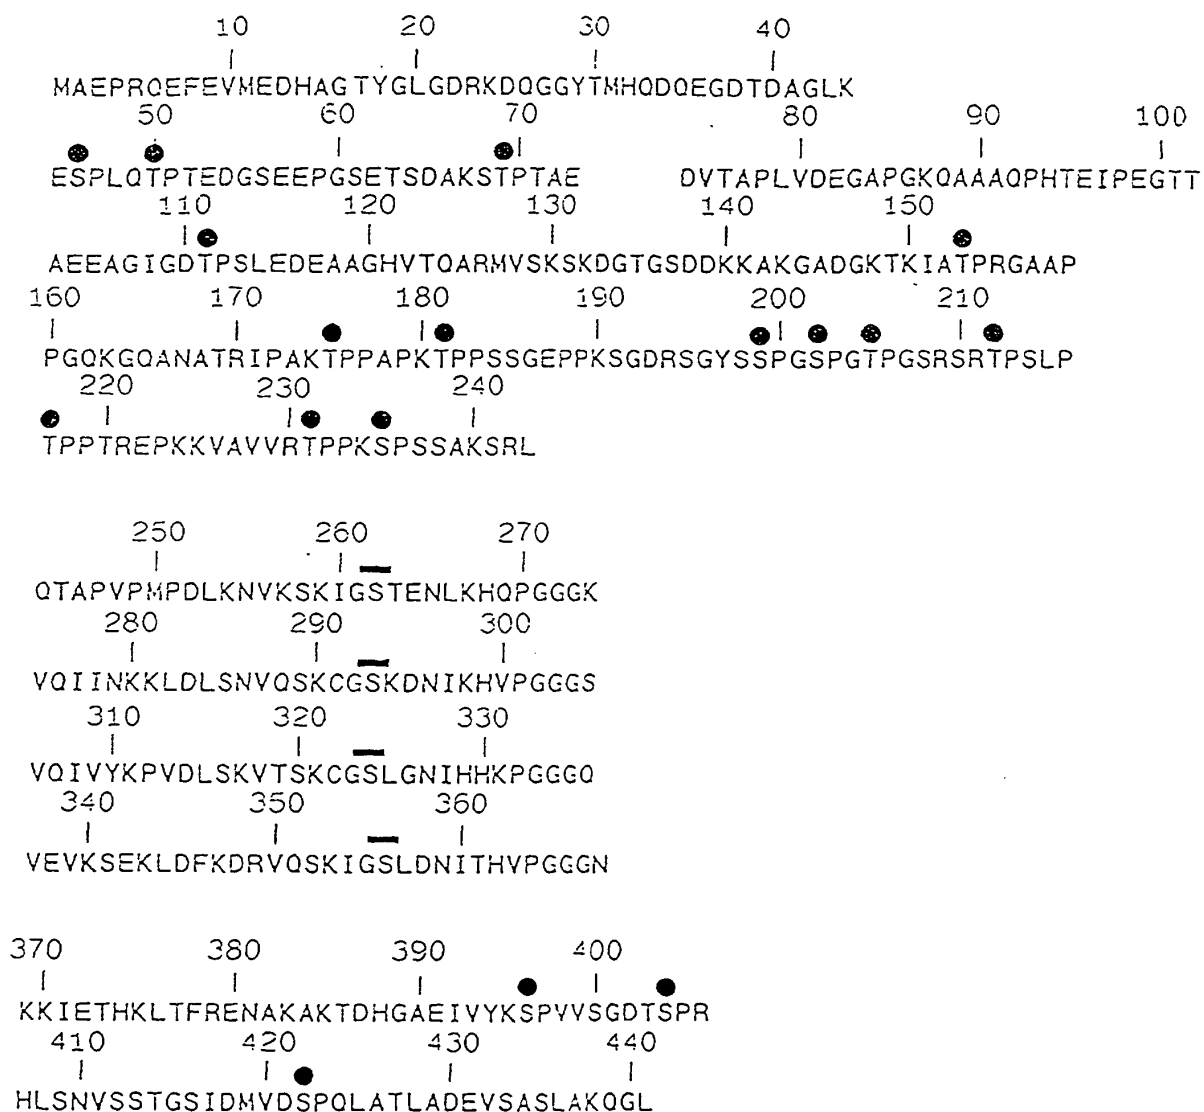 10 20 30 40
MAEPRQEFEVMEDHAGTYGLGDRKDQGGYTMHQDQEGDTDAGLK
50 60 70 80 90 100
ESPLQTPTEDGSEEPGSETSDAKSTPTAE DVTAPLVDEGAPGKQAAAQPHTEIPEGTT
110 120 130 140 150
AEEAGIGDTPSLEDEAAGHVTQARMVSKSKDGTGSDDKKAKGADGKTKIATPRGAAP
160 170 180 190 200 210
PGQKGQANATRIPAKTPPAPKTPPSSGEPPKSGDRSGYSSPGSPGTPGSRSRTPSLP
220 230 240
TPPTREPKKVAVVRTPPKSPSSAKSRL
250 260 270
QTAPVPMPDLKNVKSKIGSTENLKHQPGGGK
280 290 300
VQIINKKLDLSNVQSKCGSKDNIKHVPGGGS
310 320 330
VQIVYKPVDLSKVTSKCGSLGNIHHKPGGGQ
340 350 360
VEVKSEKLDFKDRVQSKIGSLDNITHVPGGGN
370 380 390 400
KKIETHKLTFRENAKAKTDHGAEIVYKSPVVSGDTSPR
410 420 430 440
HLSNVSSTGSIDMVDSPQLATLADEVSASLAKQGL